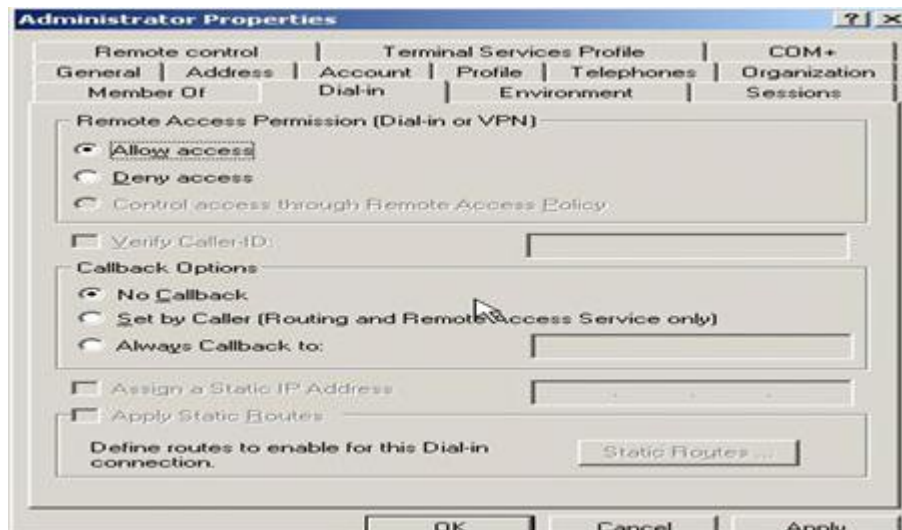 Administrator Properties
Remote control Terminal Services Profile COM+
General Address Account Profile Telephones Organization
Member Of Dial-in Environment Sessions
Remote Access Permission (Dial-in or VPN)
Allow access
Deny access
Control access through Remote Access Policy
Verify Caller-ID:
Callback Options
No Callback
Set by Caller (Routing and Remote Access Service only)
Always Callback to:
Assign a Static IP Address
Apply Static Routes
Define routes to enable for this Dial-in
connection.
Static Routes ...
OK Cancel Apply